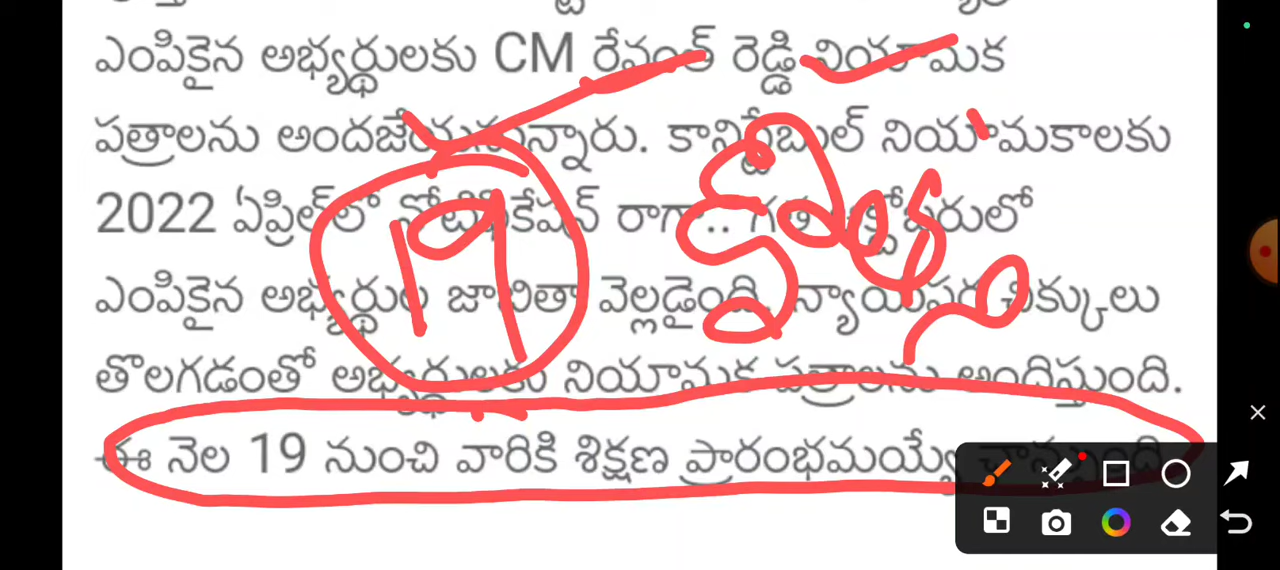 ఎంపికైన అభ్యర్థులకు CM రేవంత్ రెడ్డి నియామక
పత్రాలను అందజేయనున్నారు. కానిస్టేబుల్ నియామకాలకు
2022 ఏప్రిల్‌లో నోటిఫికేషన్ రాగా.. గత అక్టోబరులో
ఎంపికైన అభ్యర్థుల జాబితా వెల్లడైంది. న్యాయపర చిక్కులు
తొలగడంతో అభ్యర్థులకు నియామక పత్రాలను అందిస్తుంది.
ఈ నెల 19 నుంచి వారికి శిక్షణ ప్రారంభమయ్యే ఛాన్సుంది.
19